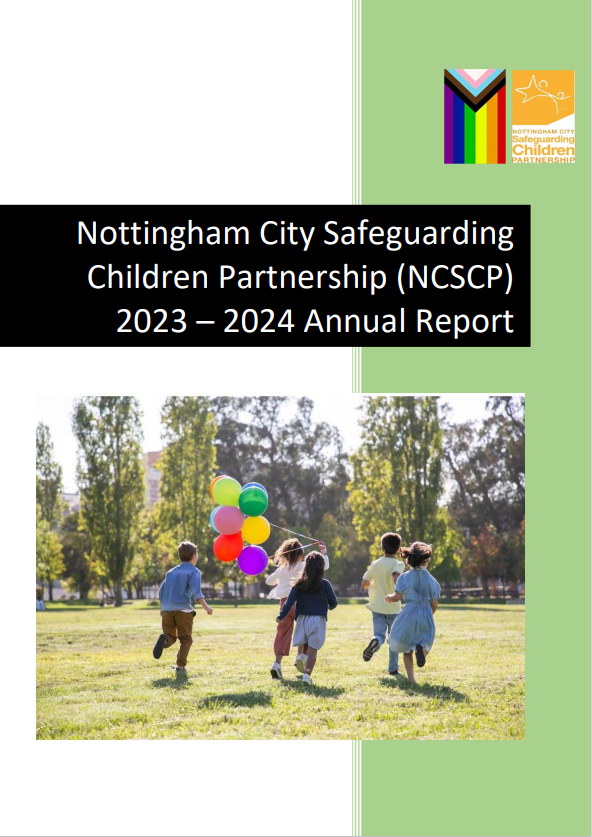 NOTTINGHAM CITY
Safeguarding
Children
PARTNERSHIP
Nottingham City Safeguarding
Children Partnership (NCSCP)
2023 – 2024 Annual Report